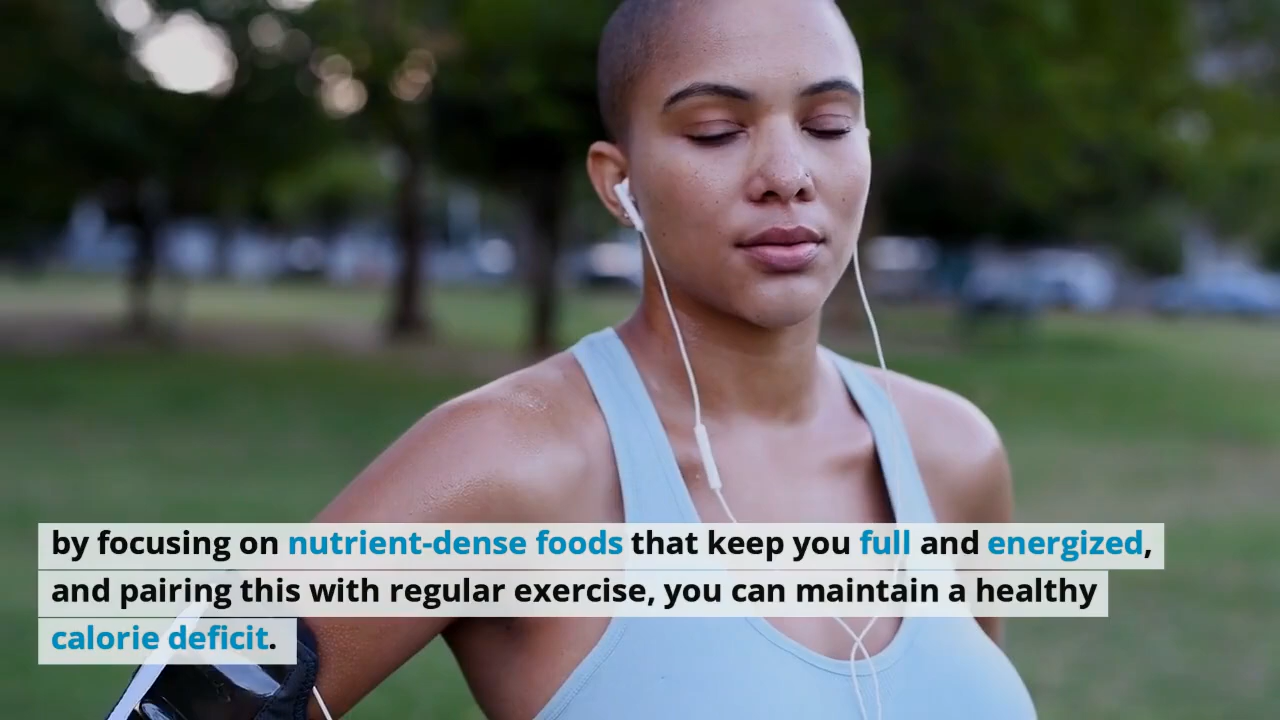 by focusing on nutrient-dense foods that keep you full and energized,
and pairing this with regular exercise, you can maintain a healthy
calorie deficit.